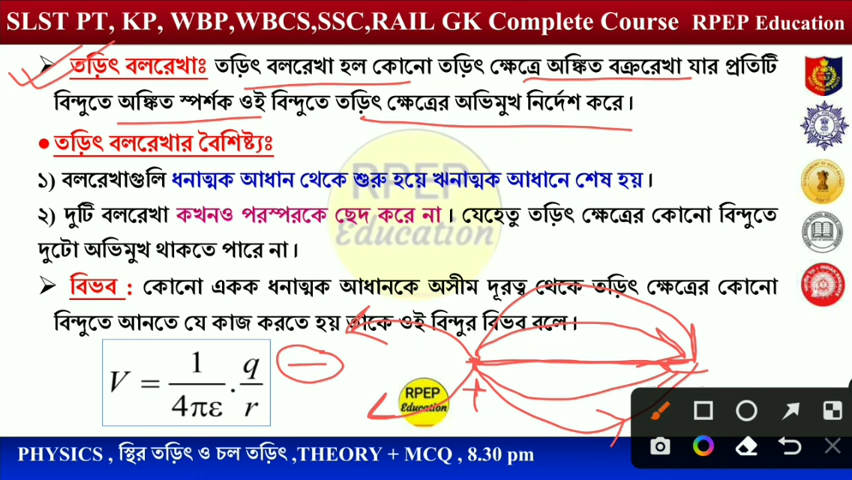 SLST PT, KP, WBP,WBCS,SSC,RAIL GK Complete Course RPEP Education
➤ তড়িৎ বলরেখাঃ তড়িৎ বলরেখা হল কোনো তড়িৎ ক্ষেত্রে অঙ্কিত বক্ররেখা যার প্রতিটি
বিন্দুতে অঙ্কিত স্পর্শক ওই বিন্দুতে তড়িৎ ক্ষেত্রের অভিমুখ নির্দেশ করে।
• তড়িৎ বলরেখার বৈশিষ্ট্যঃ
১) বলরেখাগুলি ধনাত্মক আধান থেকে শুরু হয়ে ঋনাত্মক আধানে শেষ হয়।
২) দুটি বলরেখা কখনও পরস্পরকে ছেদ করে না। যেহেতু তড়িৎ ক্ষেত্রের কোনো বিন্দুতে
দুটো অভিমুখ থাকতে পারে না।
➤ বিভব : কোনো একক ধনাত্মক আধানকে অসীম দূরত্ব থেকে তড়িৎ ক্ষেত্রের কোনো
বিন্দুতে আনতে যে কাজ করতে হয় তাকে ওই বিন্দুর বিভব বলে।
V = 1/4πε . q/r
−
+
RPEP
Education
RPEP
Education
PHYSICS , স্থির তড়িৎ ও চল তড়িৎ ,THEORY + MCQ , 8.30 pm